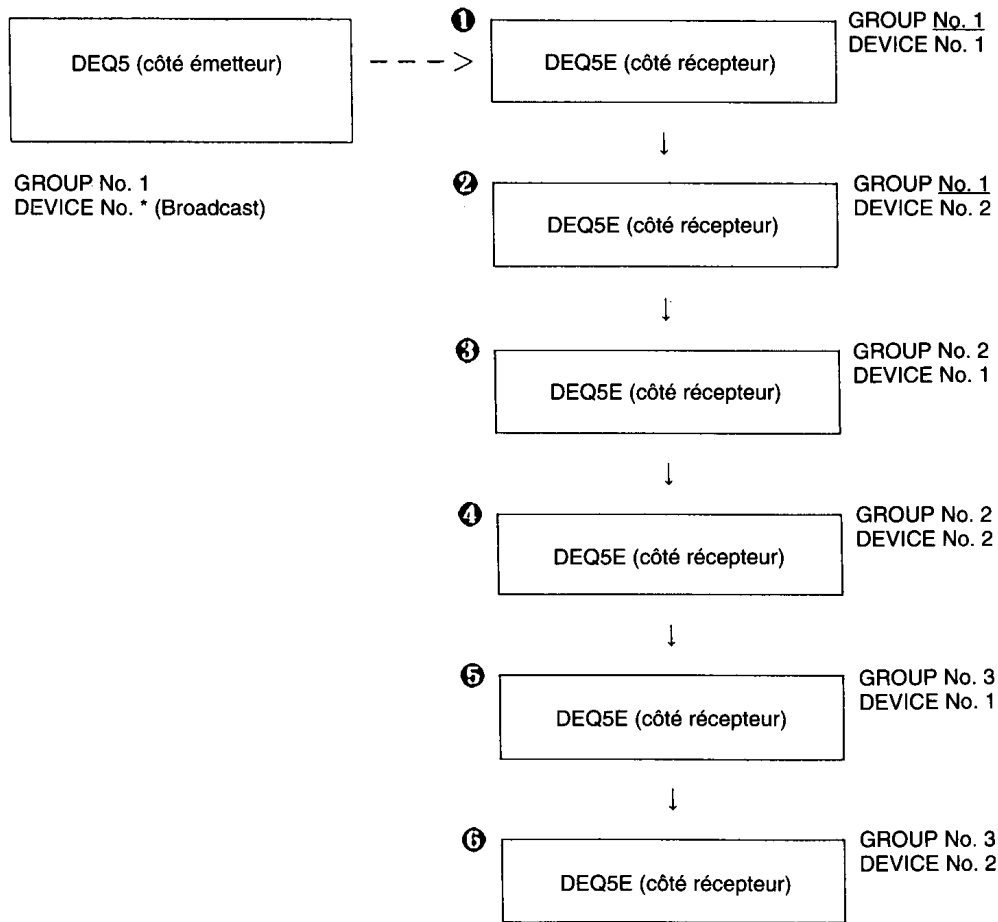 DEQ5 (côté émetteur)
GROUP No. 1
DEVICE No. * (Broadcast)
❶
DEQ5E (côté récepteur)
GROUP No. 1
DEVICE No. 1
❷
DEQ5E (côté récepteur)
GROUP No. 1
DEVICE No. 2
❸
DEQ5E (côté récepteur)
GROUP No. 2
DEVICE No. 1
❹
DEQ5E (côté récepteur)
GROUP No. 2
DEVICE No. 2
❺
DEQ5E (côté récepteur)
GROUP No. 3
DEVICE No. 1
❻
DEQ5E (côté récepteur)
GROUP No. 3
DEVICE No. 2